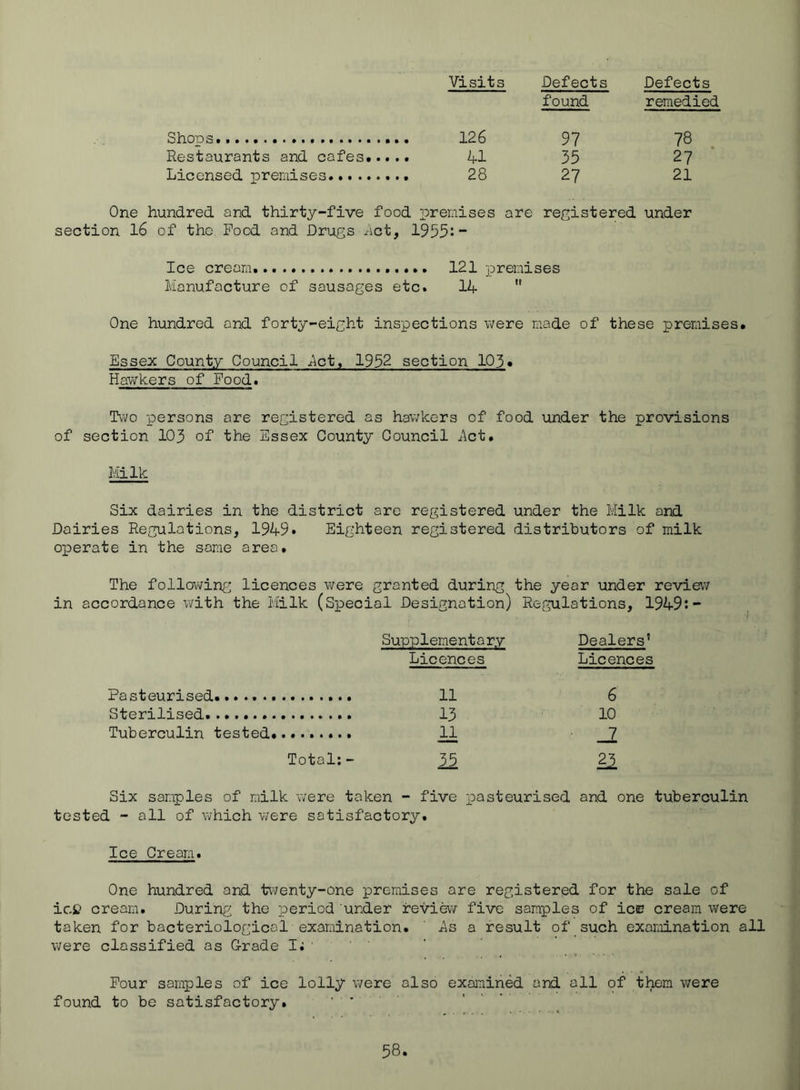 Visits Defects Defects
found remedied
Shops..................... 126 97 78
Restaurants and cafes..... 41 35 27
Licensed premises......... 28 27 21
One hundred and thirty-five food premises are registered under
section 16 of the Food and Drugs Act, 1955:-
Ice cream................... 121 premises
Manufacture of sausages etc. 14 "
One hundred and forty-eight inspections were made of these premises.
Essex County Council Act, 1952 section 103.
Hawkers of Food.
Two persons are registered as hawkers of food under the provisions
of section 103 of the Essex County Council Act.
Milk
Six dairies in the district are registered under the Milk and
Dairies Regulations, 1949. Eighteen registered distributors of milk
operate in the same area.
The following licences were granted during the year under review
in accordance with the Milk (Special Designation) Regulations, 1949:-
Supplementary Dealers'
Licences Licences
Pasteurised............... 11 6
Sterilised................ 13 10
Tuberculin tested......... 11 7
Total:- 35 23
Six samples of milk were taken - five pasteurised and one tuberculin
tested - all of which were satisfactory.
Ice Cream.
One hundred and twenty-one premises are registered for the sale of
ice cream. During the period under review five samples of ice cream were
taken for bacteriological examination. As a result of such examination all
were classified as Grade I.
Four samples of ice lolly were also examined and all of them were
found to be satisfactory.
58.